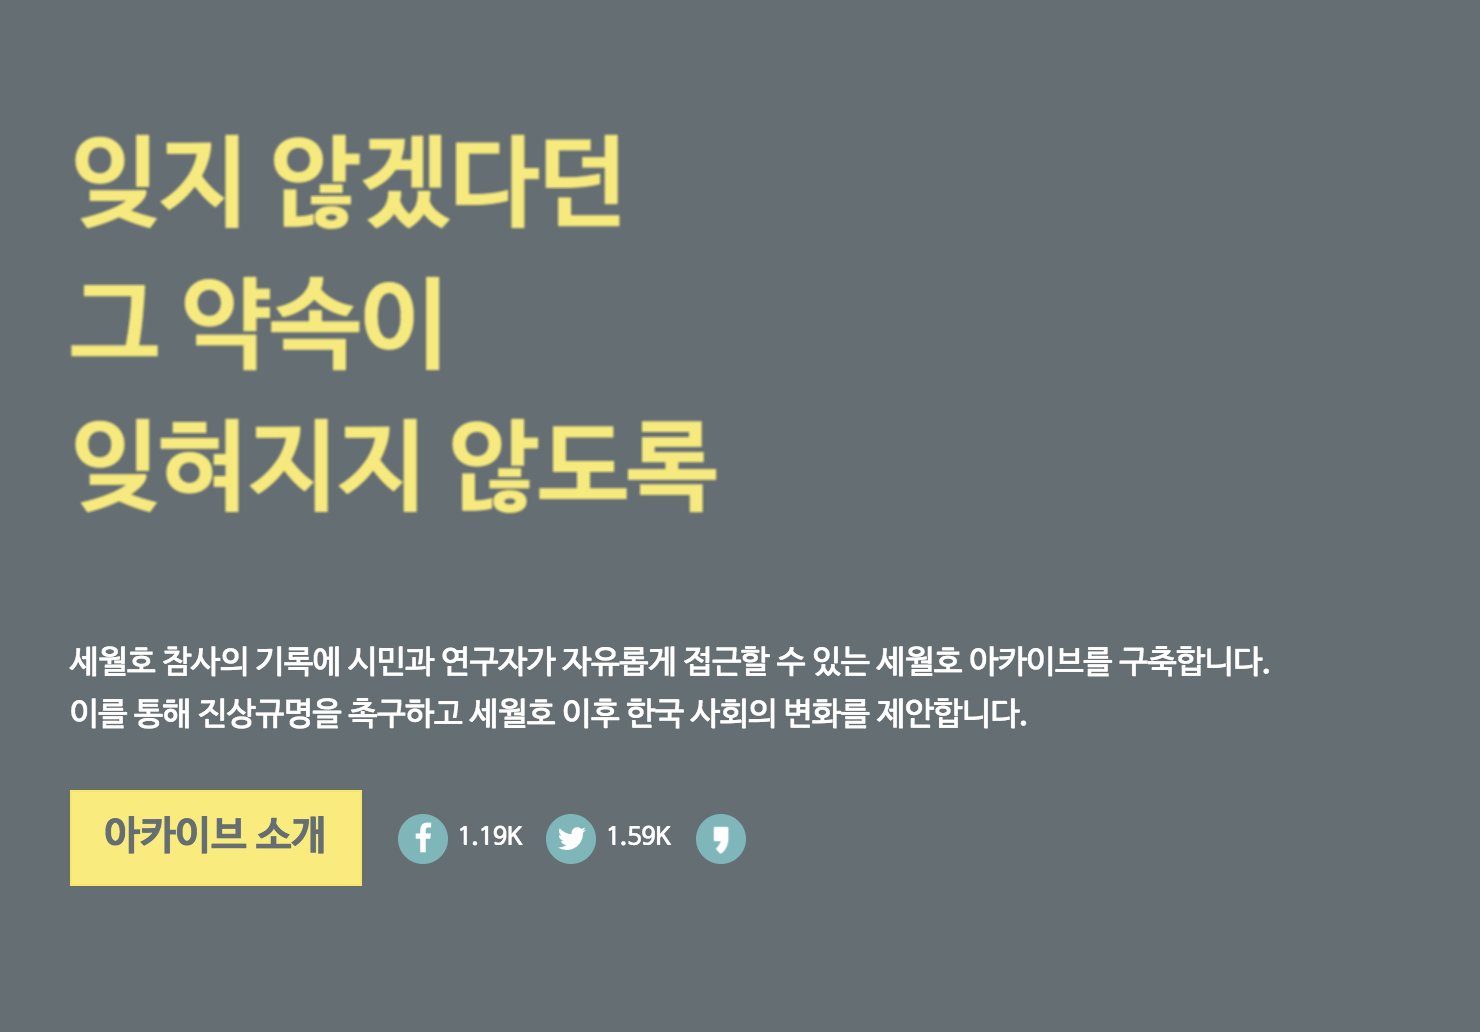 잊지 않겠다던
그 약속이
잊혀지지 않도록
세월호 참사의 기록에 시민과 연구자가 자유롭게 접근할 수 있는 세월호 아카이브를 구축합니다.
이를 통해 진상규명을 촉구하고 세월호 이후 한국 사회의 변화를 제안합니다.
아카이브 소개 1.19K 1.59K